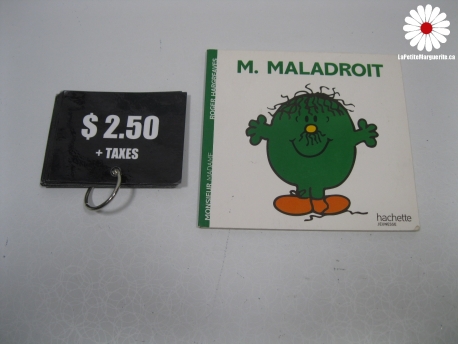 LaPetiteMarguerite.ca
$ 2.50
+ TAXES
M. MALADROIT
MONSIEUR MADAME
ROGER HARGREAVES
hachette
JEUNESSE